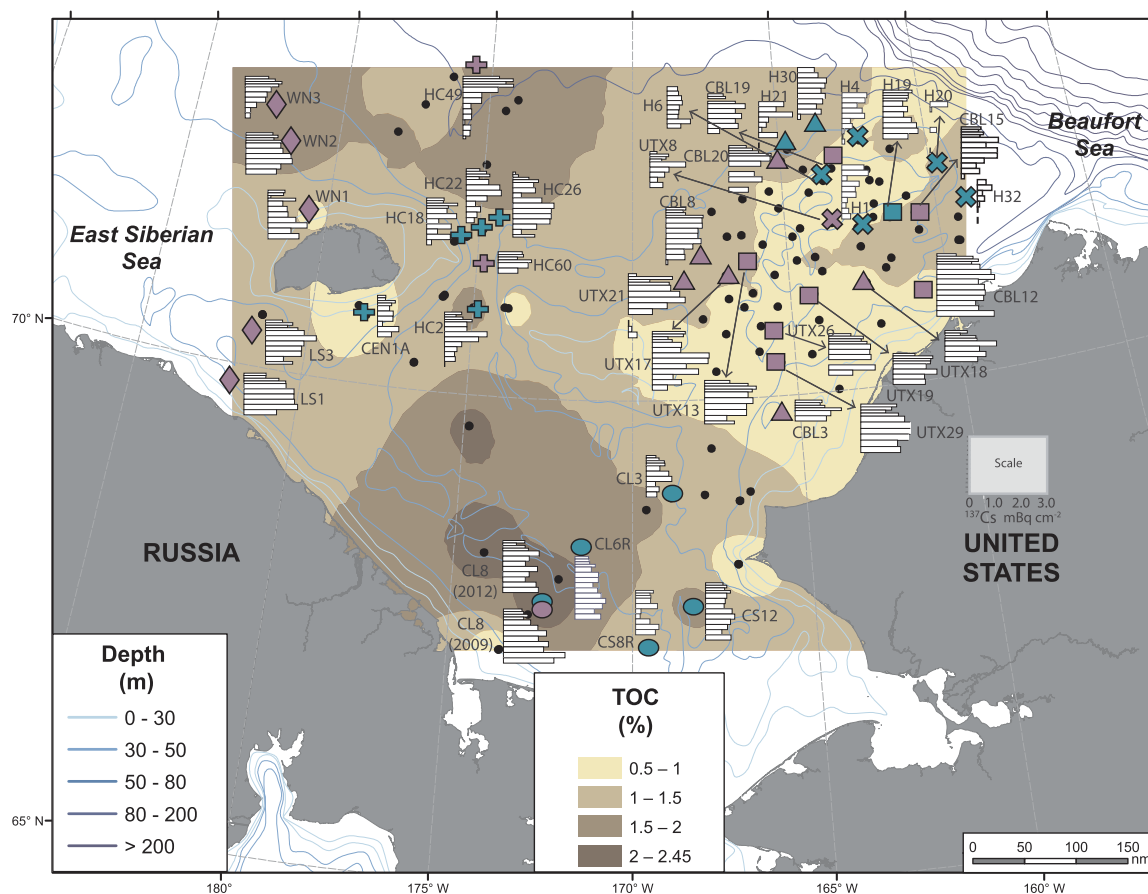 H30
CBL19
H4
H19
H6
H21
H20
CBL15
WN3
HC49
Beaufort
Sea
UTX8
CBL20
WN2
HC22
HC26
H32
WN1
HC18
CBL8
H1
East Siberian
Sea
HC60
UTX21
CBL12
70° N
HC2
UTX26
CEN1A
LS3
UTX17
UTX18
UTX19
LS1
UTX13
CBL3
UTX29
Scale
CL3
0 1.0 2.0 3.0
137Cs mBq cm-2
RUSSIA
UNITED
STATES
CL6R
CL8
(2012)
CL8
(2009)
CS8R
CS12
Depth
(m)
0 - 30
30 - 50
50 - 80
80 - 200
> 200
TOC
(%)
0.5 – 1
1 – 1.5
1.5 – 2
2 – 2.45
65° N
0 50 100 150
nm
180° 175° W 170° W 165° W 160° W